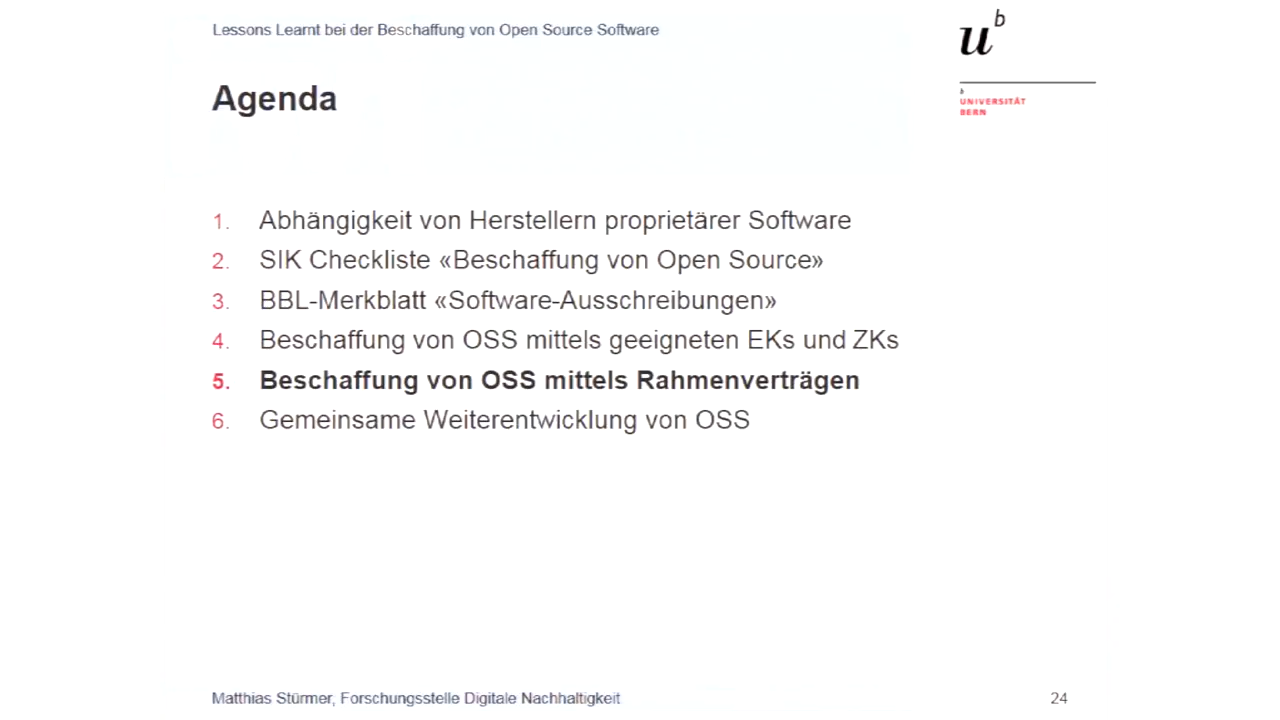 Lessons Learnt bei der Beschaffung von Open Source Software
u b
b
UNIVERSITÄT
BERN
Agenda
1. Abhängigkeit von Herstellern proprietärer Software
2. SIK Checkliste «Beschaffung von Open Source»
3. BBL-Merkblatt «Software-Ausschreibungen»
4. Beschaffung von OSS mittels geeigneten EKs und ZKs
5. Beschaffung von OSS mittels Rahmenverträgen
6. Gemeinsame Weiterentwicklung von OSS
Matthias Stürmer, Forschungsstelle Digitale Nachhaltigkeit
24